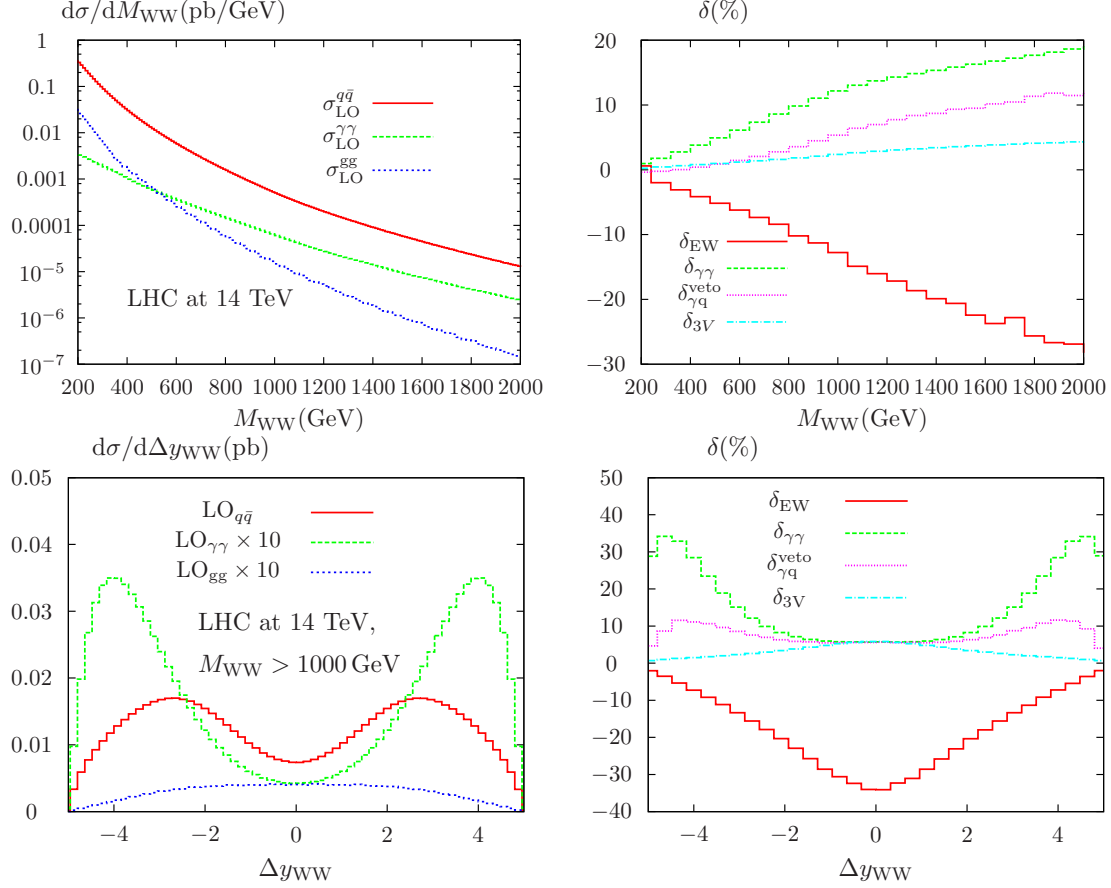 dσ/dM_WW(pb/GeV)
1
0.1
0.01
0.001
0.0001
10^−5
10^−6
10^−7
σ_LO^{qq̄}
σ_LO^{γγ}
σ_LO^{gg}
LHC at 14 TeV
200 400 600 800 1000 1200 1400 1600 1800 2000
M_WW(GeV)
δ(%)
20
10
0
−10
−20
−30
δ_EW
δ_γγ
δ_γq^veto
δ_3V
200 400 600 800 1000 1200 1400 1600 1800 2000
M_WW(GeV)
dσ/dΔy_WW(pb)
0.05
0.04
0.03
0.02
0.01
0
LO_{qq̄}
LO_γγ × 10
LO_gg × 10
LHC at 14 TeV,
M_WW > 1000 GeV
−4 −2 0 2 4
Δy_WW
δ(%)
50
40
30
20
10
0
−10
−20
−30
−40
δ_EW
δ_γγ
δ_γq^veto
δ_3V
−4 −2 0 2 4
Δy_WW